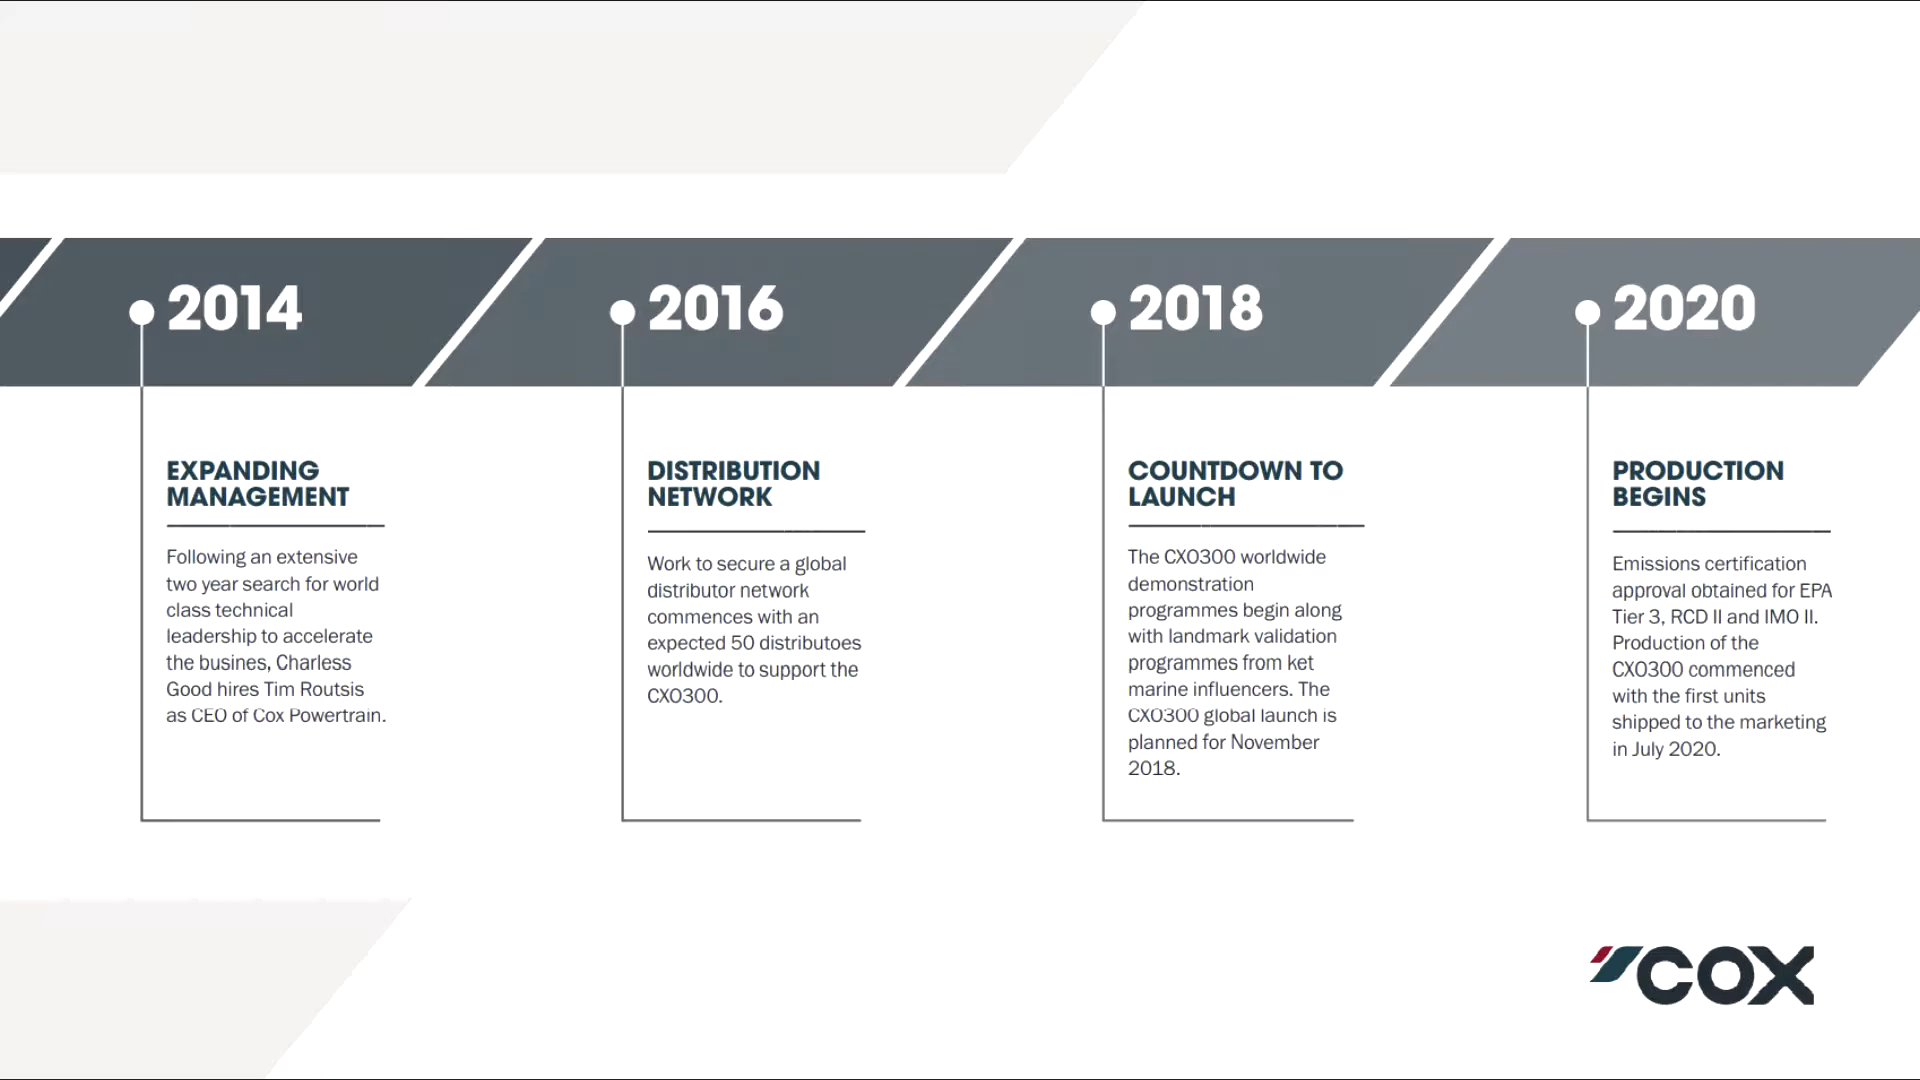 2014
EXPANDING
MANAGEMENT
Following an extensive
two year search for world
class technical
leadership to accelerate
the busines, Charless
Good hires Tim Routsis
as CEO of Cox Powertrain.
2016
DISTRIBUTION
NETWORK
Work to secure a global
distributor network
commences with an
expected 50 distributoes
worldwide to support the
CXO300.
2018
COUNTDOWN TO
LAUNCH
The CXO300 worldwide
demonstration
programmes begin along
with landmark validation
programmes from ket
marine influencers. The
CXO300 global launch is
planned for November
2018.
2020
PRODUCTION
BEGINS
Emissions certification
approval obtained for EPA
Tier 3, RCD II and IMO II.
Production of the
CXO300 commenced
with the first units
shipped to the marketing
in July 2020.
COX